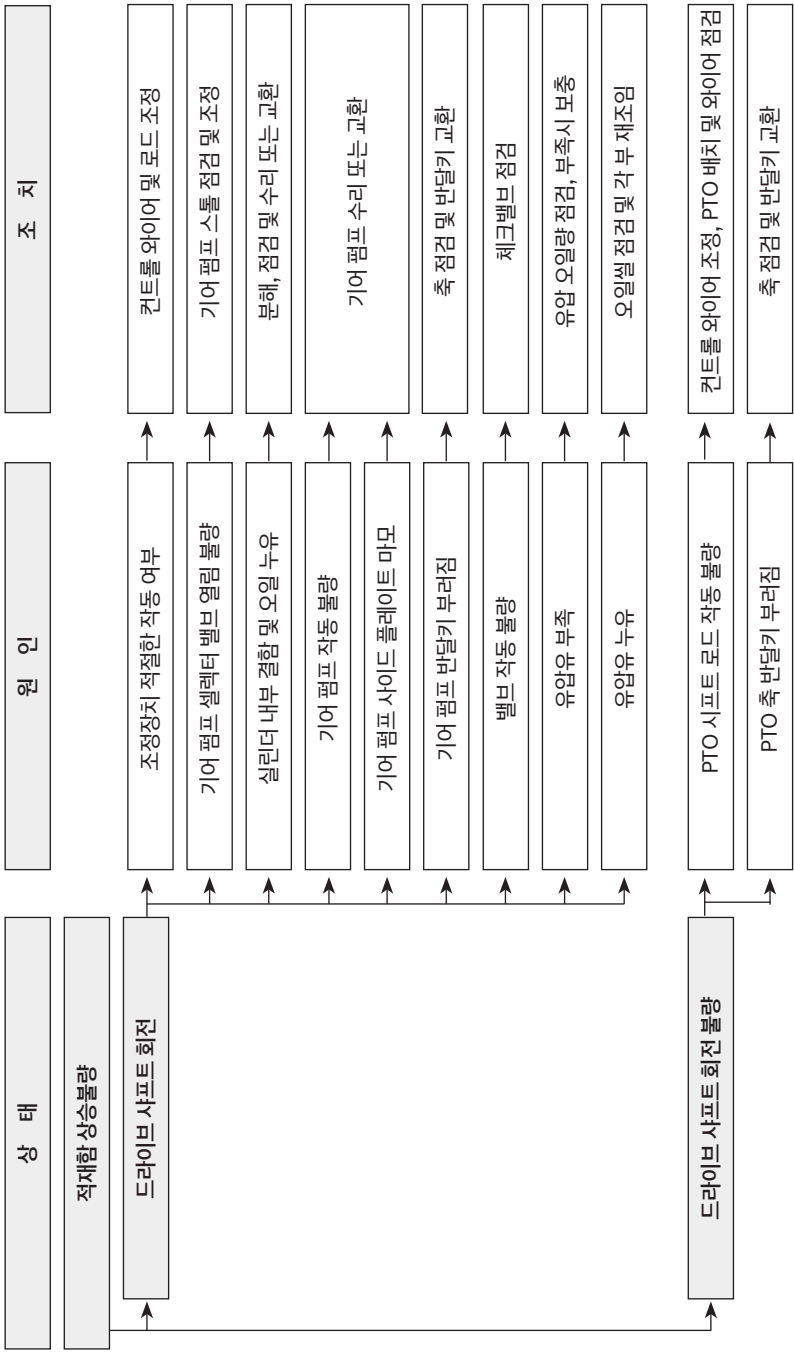 상 태
원 인
조 치
적재함 상승불량
드라이브 샤프트 회전
조정장치 적절한 작동 여부
컨트롤 와이어 및 로드 조정
기어 펌프 셀렉터 밸브 열림 불량
기어 펌프 스톨 점검 및 조정
실린더 내부 결함 및 오일 누유
분해, 점검 및 수리 또는 교환
기어 펌프 작동 불량
기어 펌프 수리 또는 교환
기어 펌프 사이드 플레이트 마모
기어 펌프 반달키 부러짐
축 점검 및 반달키 교환
밸브 작동 불량
체크밸브 점검
유압유 부족
유압 오일량 점검, 부족시 보충
유압유 누유
오일씰 점검 및 각 부 재조임
드라이브 샤프트 회전 불량
PTO 시프트 로드 작동 불량
컨트롤 와이어 조정, PTO 배치 및 와이어 점검
PTO 축 반달키 부러짐
축 점검 및 반달키 교환